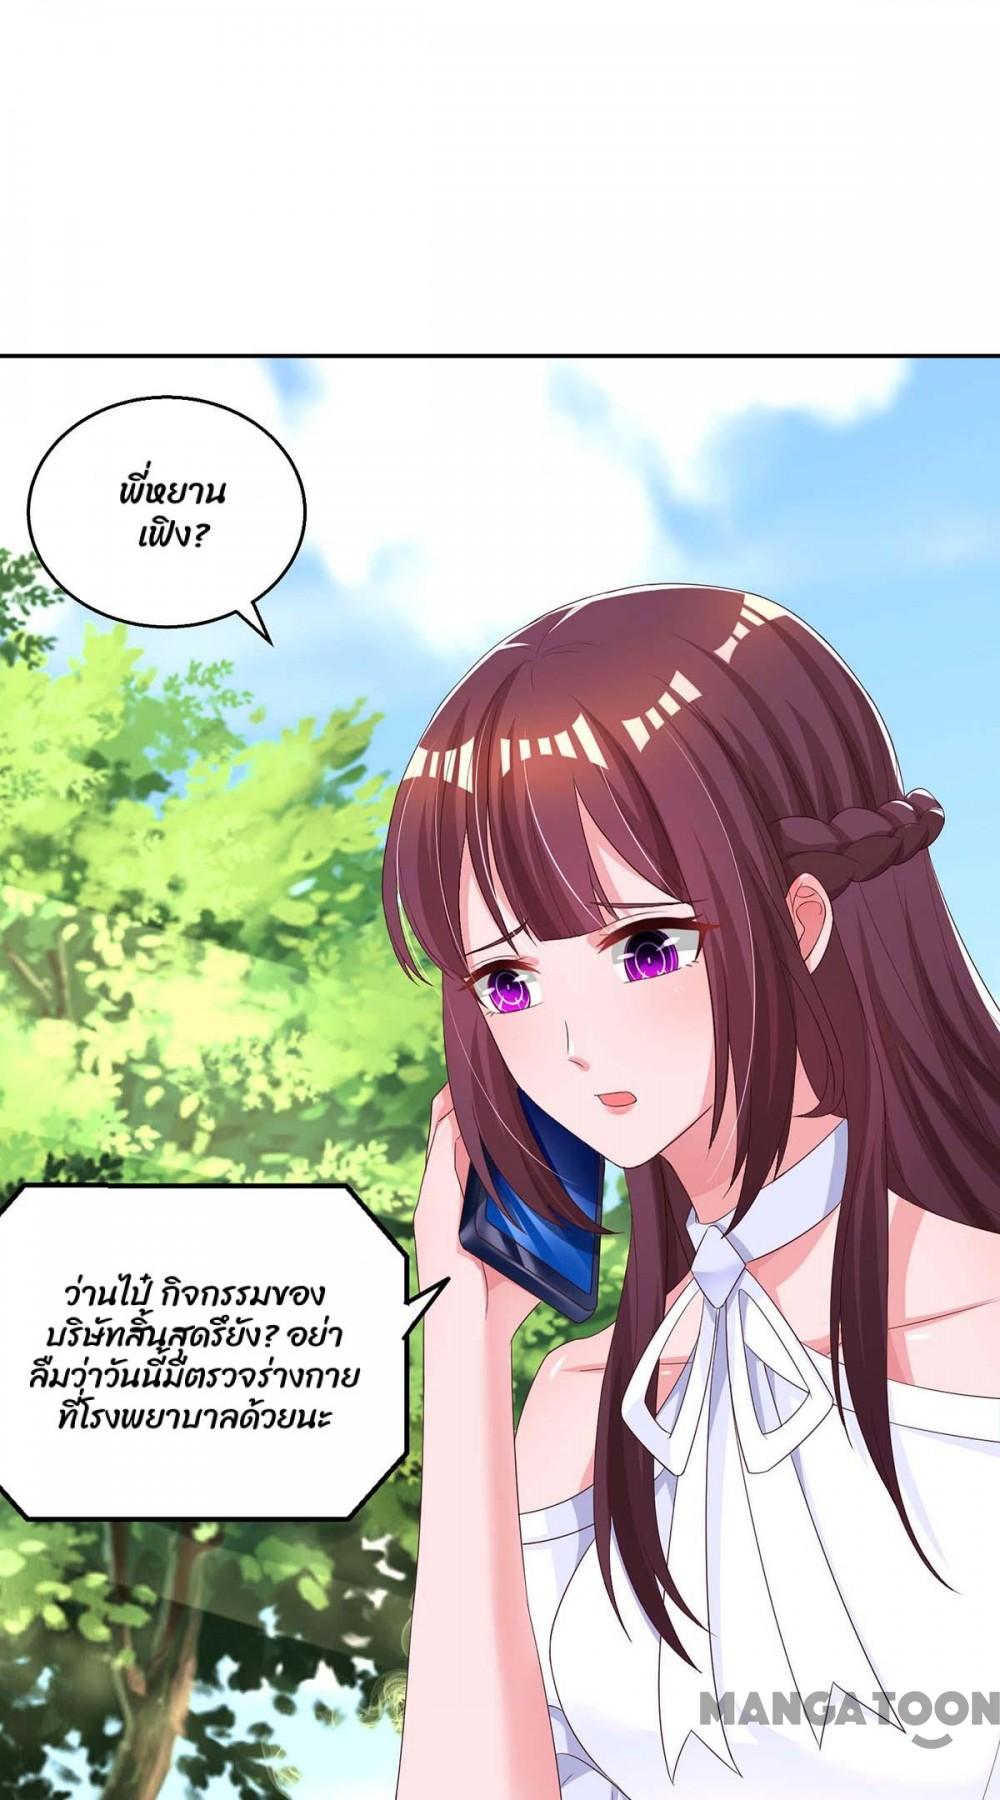 พี่หยาน
เฟิง?
ว่านไป๋ กิจกรรมของ
บริษัทสิ้นสุดรึยัง? อย่า
ลืมว่าวันนี้มีตรวจร่างกาย
ที่โรงพยาบาลด้วยนะ
MANGATOON